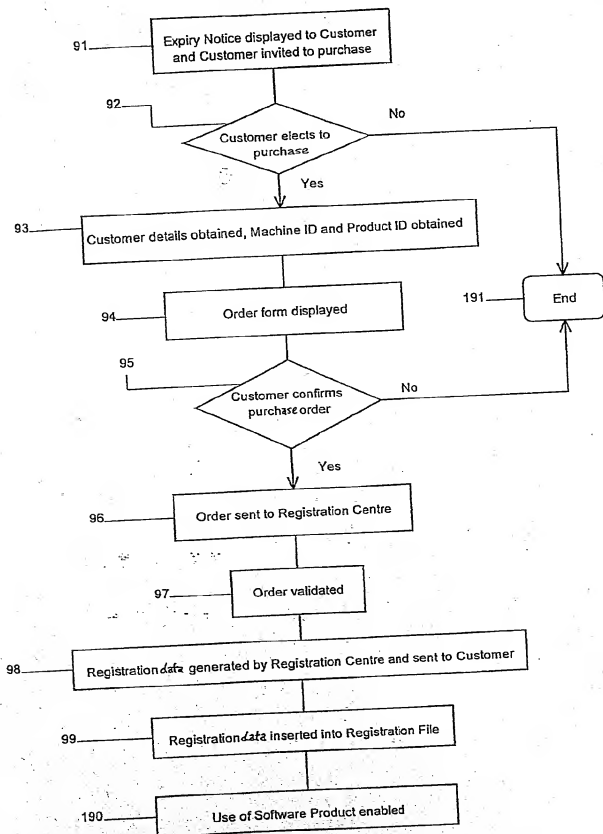 91
Expiry Notice displayed to Customer
and Customer invited to purchase
92
No
Customer elects to
purchase
Yes
93
Customer details obtained, Machine ID and Product ID obtained
94
Order form displayed
191
End
95
Customer confirms
purchase order
No
Yes
96
Order sent to Registration Centre
97
Order validated
98
Registration data generated by Registration Centre and sent to Customer
99
Registration data inserted into Registration File
190
Use of Software Product enabled